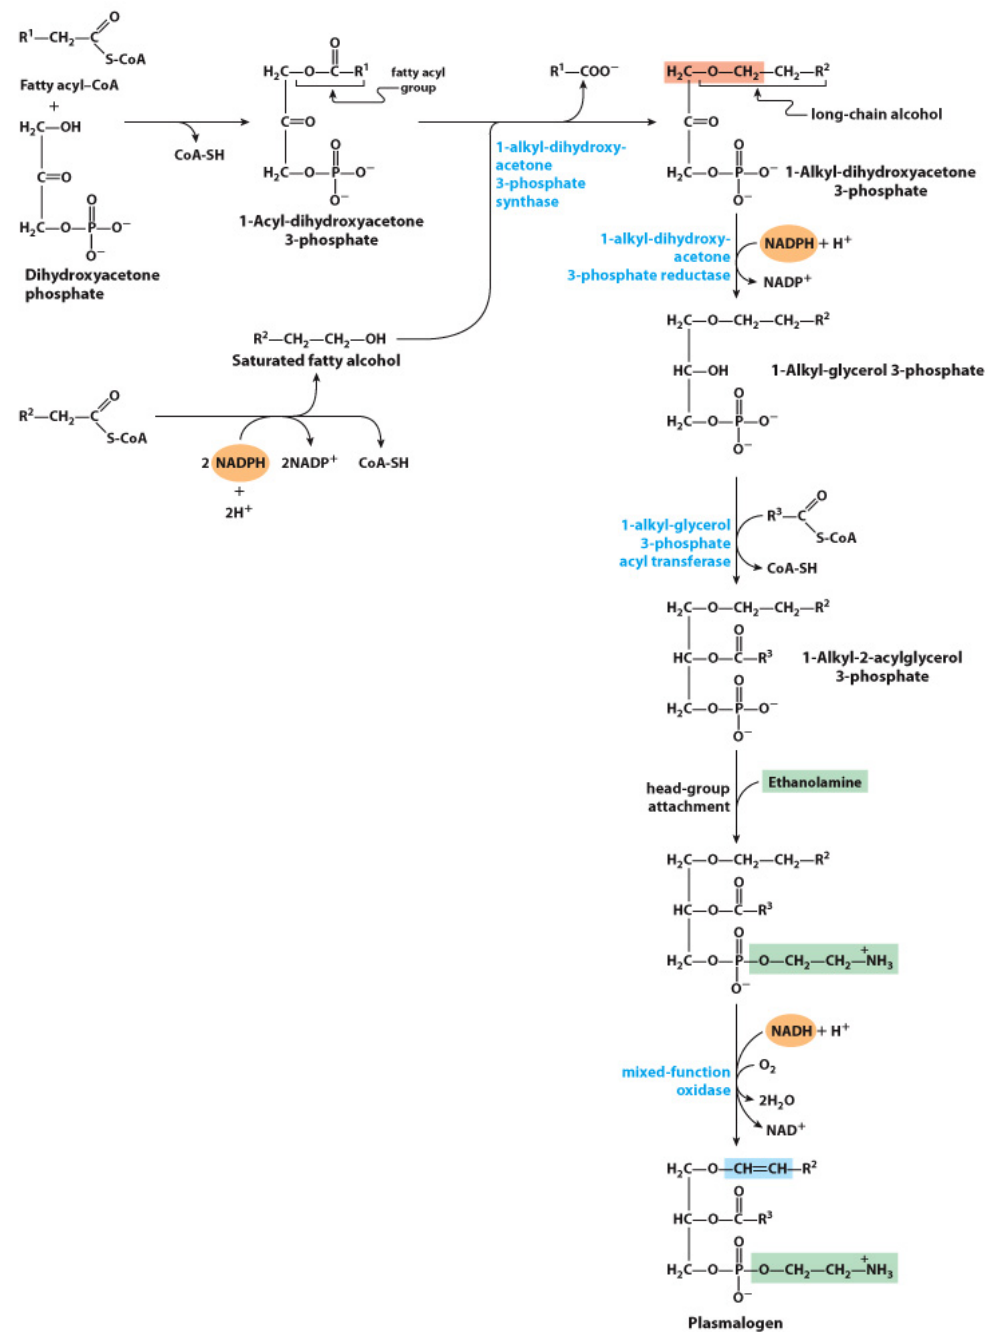 R¹—CH₂—C
O
S-CoA
Fatty acyl–CoA
+
H₂C—OH
C=O
H₂C—O—P—O⁻
O
O⁻
Dihydroxyacetone
phosphate
CoA-SH
O
H₂C—O—C—R¹
fatty acyl
group
C=O
O
H₂C—O—P—O⁻
O⁻
1-Acyl-dihydroxyacetone
3-phosphate
R¹—COO⁻
1-alkyl-dihydroxy-
acetone
3-phosphate
synthase
H₂C—O—CH₂—CH₂—R²
long-chain alcohol
C=O
O
H₂C—O—P—O⁻
O⁻
1-Alkyl-dihydroxyacetone
3-phosphate
R²—CH₂—CH₂—OH
Saturated fatty alcohol
R²—CH₂—C
O
S-CoA
2 NADPH
+
2H⁺
2NADP⁺
CoA-SH
1-alkyl-dihydroxy-
acetone
3-phosphate reductase
NADPH + H⁺
NADP⁺
H₂C—O—CH₂—CH₂—R²
HC—OH
O
H₂C—O—P—O⁻
O⁻
1-Alkyl-glycerol 3-phosphate
1-alkyl-glycerol
3-phosphate
acyl transferase
R³—C
O
S-CoA
CoA-SH
H₂C—O—CH₂—CH₂—R²
O
HC—O—C—R³
O
H₂C—O—P—O⁻
O⁻
1-Alkyl-2-acylglycerol
3-phosphate
head-group
attachment
Ethanolamine
H₂C—O—CH₂—CH₂—R²
O
HC—O—C—R³
O
H₂C—O—P—O—CH₂—CH₂—N⁺H₃
O⁻
mixed-function
oxidase
NADH + H⁺
O₂
2H₂O
NAD⁺
H₂C—O—CH=CH—R²
O
HC—O—C—R³
O
H₂C—O—P—O—CH₂—CH₂—N⁺H₃
O⁻
Plasmalogen